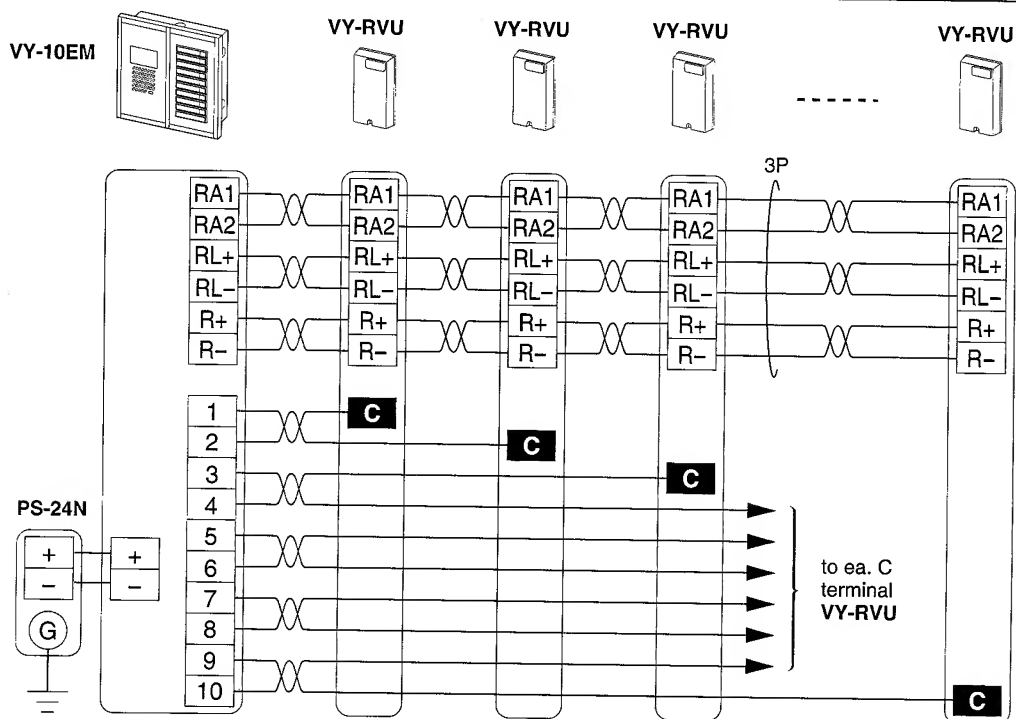 VY-10EM
VY-RVU VY-RVU VY-RVU VY-RVU
3P
RA1 RA1 RA1 RA1 RA1
RA2 RA2 RA2 RA2 RA2
RL+ RL+ RL+ RL+ RL+
RL− RL− RL− RL− RL−
R+ R+ R+ R+ R+
R− R− R− R− R−
1 C
2 C
3 C
4
PS-24N
5
+ +
6
− −
7
G
8
9
10 C
to ea. C
terminal
VY-RVU